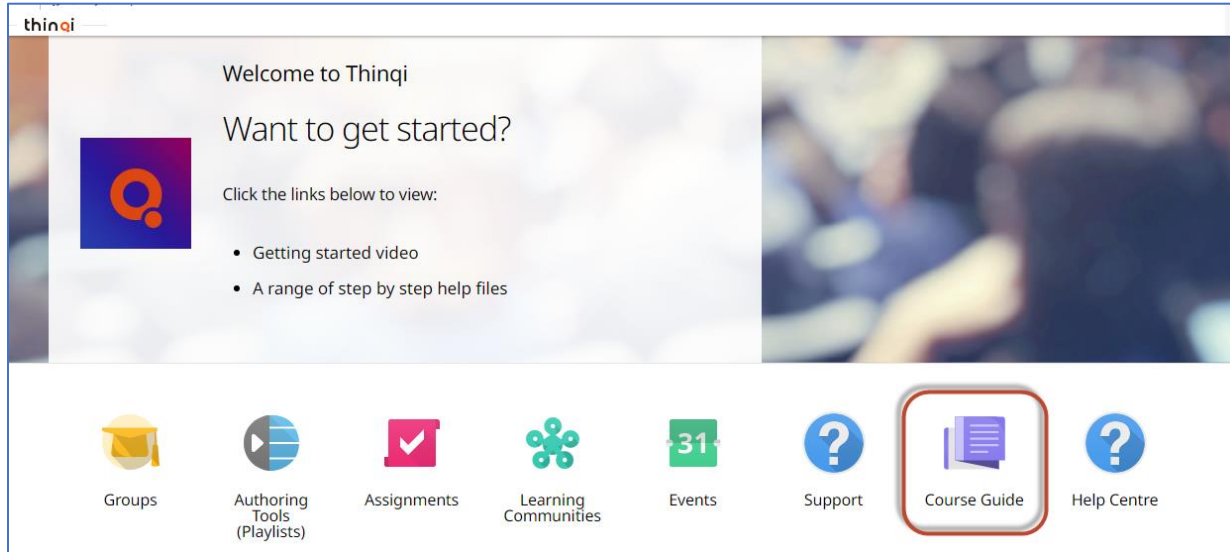 thinqi
Welcome to Thinqi
Want to get started?
Click the links below to view:
• Getting started video
• A range of step by step help files
31
Groups
Authoring
Tools
(Playlists)
Assignments
Learning
Communities
Events
Support
Course Guide
Help Centre